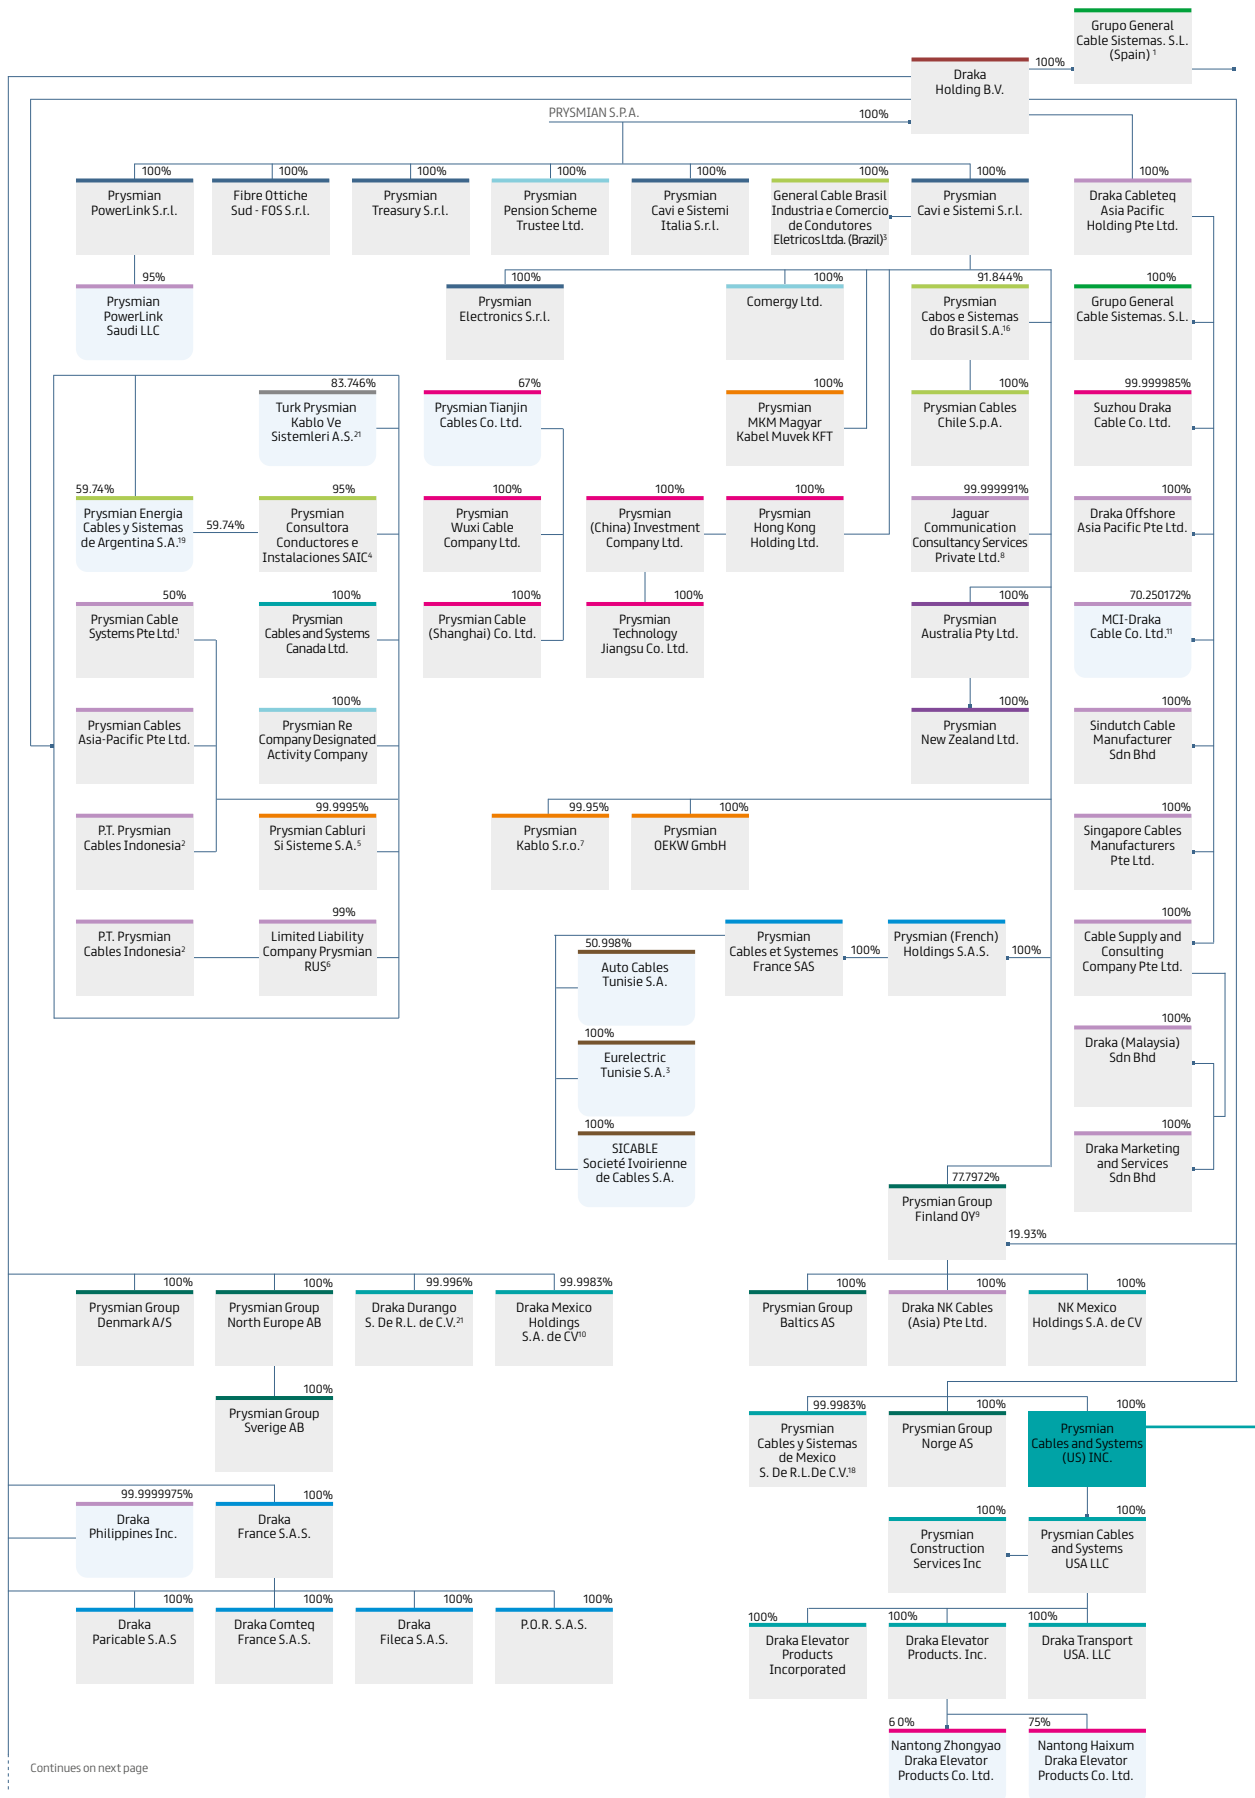 Grupo General
Cable Sistemas. S.L.
(Spain) 1
100%
Draka
Holding B.V.
PRYSMIAN S.P.A.
100%
100%
Prysmian
PowerLink S.r.l.
100%
Fibre Ottiche
Sud - FOS S.r.l.
100%
Prysmian
Treasury S.r.l.
100%
Prysmian
Pension Scheme
Trustee Ltd.
100%
Prysmian
Cavi e Sistemi
Italia S.r.l.
100%
General Cable Brasil
Industria e Comercio
de Condutores
Eletricos Ltda. (Brazil)3
100%
Prysmian
Cavi e Sistemi S.r.l.
100%
Draka Cableteq
Asia Pacific
Holding Pte Ltd.
95%
Prysmian
PowerLink
Saudi LLC
100%
Prysmian
Electronics S.r.l.
100%
Comergy Ltd.
91.844%
Prysmian
Cabos e Sistemas
do Brasil S.A.16
100%
Grupo General
Cable Sistemas. S.L.
83.746%
Turk Prysmian
Kablo Ve
Sistemleri A.S.21
67%
Prysmian Tianjin
Cables Co. Ltd.
100%
Prysmian
MKM Magyar
Kabel Muvek KFT
100%
Prysmian Cables
Chile S.p.A.
99.999985%
Suzhou Draka
Cable Co. Ltd.
59.74%
Prysmian Energia
Cables y Sistemas
de Argentina S.A.19
59.74%
95%
Prysmian
Consultora
Conductores e
Instalaciones SAIC4
100%
Prysmian
Wuxi Cable
Company Ltd.
100%
Prysmian
(China) Investment
Company Ltd.
100%
Prysmian
Hong Kong
Holding Ltd.
99.999991%
Jaguar
Communication
Consultancy Services
Private Ltd.8
100%
Draka Offshore
Asia Pacific Pte Ltd.
50%
Prysmian Cable
Systems Pte Ltd.1
100%
Prysmian
Cables and Systems
Canada Ltd.
100%
Prysmian Cable
(Shanghai) Co. Ltd.
100%
Prysmian
Technology
Jiangsu Co. Ltd.
100%
Prysmian
Australia Pty Ltd.
70.250172%
MCI-Draka
Cable Co. Ltd.11
Prysmian Cables
Asia-Pacific Pte Ltd.
100%
Prysmian Re
Company Designated
Activity Company
100%
Prysmian
New Zealand Ltd.
100%
Sindutch Cable
Manufacturer
Sdn Bhd
P.T. Prysmian
Cables Indonesia2
99.9995%
Prysmian Cabluri
Si Sisteme S.A.5
99.95%
Prysmian
Kablo S.r.o.7
100%
Prysmian
OEKW GmbH
100%
Singapore Cables
Manufacturers
Pte Ltd.
P.T. Prysmian
Cables Indonesia2
99%
Limited Liability
Company Prysmian
RUS6
50.998%
Auto Cables
Tunisie S.A.
Prysmian
Cables et Systemes
France SAS
100%
Prysmian (French)
Holdings S.A.S.
100%
100%
Cable Supply and
Consulting
Company Pte Ltd.
100%
Eurelectric
Tunisie S.A.3
100%
Draka (Malaysia)
Sdn Bhd
100%
SICABLE
Societé Ivoirienne
de Cables S.A.
100%
Draka Marketing
and Services
Sdn Bhd
77.7972%
Prysmian Group
Finland OY9
19.93%
100%
Prysmian Group
Denmark A/S
100%
Prysmian Group
North Europe AB
99.996%
Draka Durango
S. De R.L. de C.V.21
99.9983%
Draka Mexico
Holdings
S.A. de CV10
100%
Prysmian Group
Baltics AS
100%
Draka NK Cables
(Asia) Pte Ltd.
100%
NK Mexico
Holdings S.A. de CV
100%
Prysmian Group
Sverige AB
99.9983%
Prysmian
Cables y Sistemas
de Mexico
S. De R.L.De C.V.18
100%
Prysmian Group
Norge AS
100%
Prysmian
Cables and Systems
(US) INC.
99.9999975%
Draka
Philippines Inc.
100%
Draka
France S.A.S.
100%
Prysmian
Construction
Services Inc
100%
Prysmian Cables
and Systems
USA LLC
100%
Draka
Paricable S.A.S
100%
Draka Comteq
France S.A.S.
100%
Draka
Fileca S.A.S.
100%
P.O.R. S.A.S.
100%
Draka Elevator
Products
Incorporated
100%
Draka Elevator
Products. Inc.
100%
Draka Transport
USA. LLC
6 0%
Nantong Zhongyao
Draka Elevator
Products Co. Ltd.
75%
Nantong Haixum
Draka Elevator
Products Co. Ltd.
Continues on next page